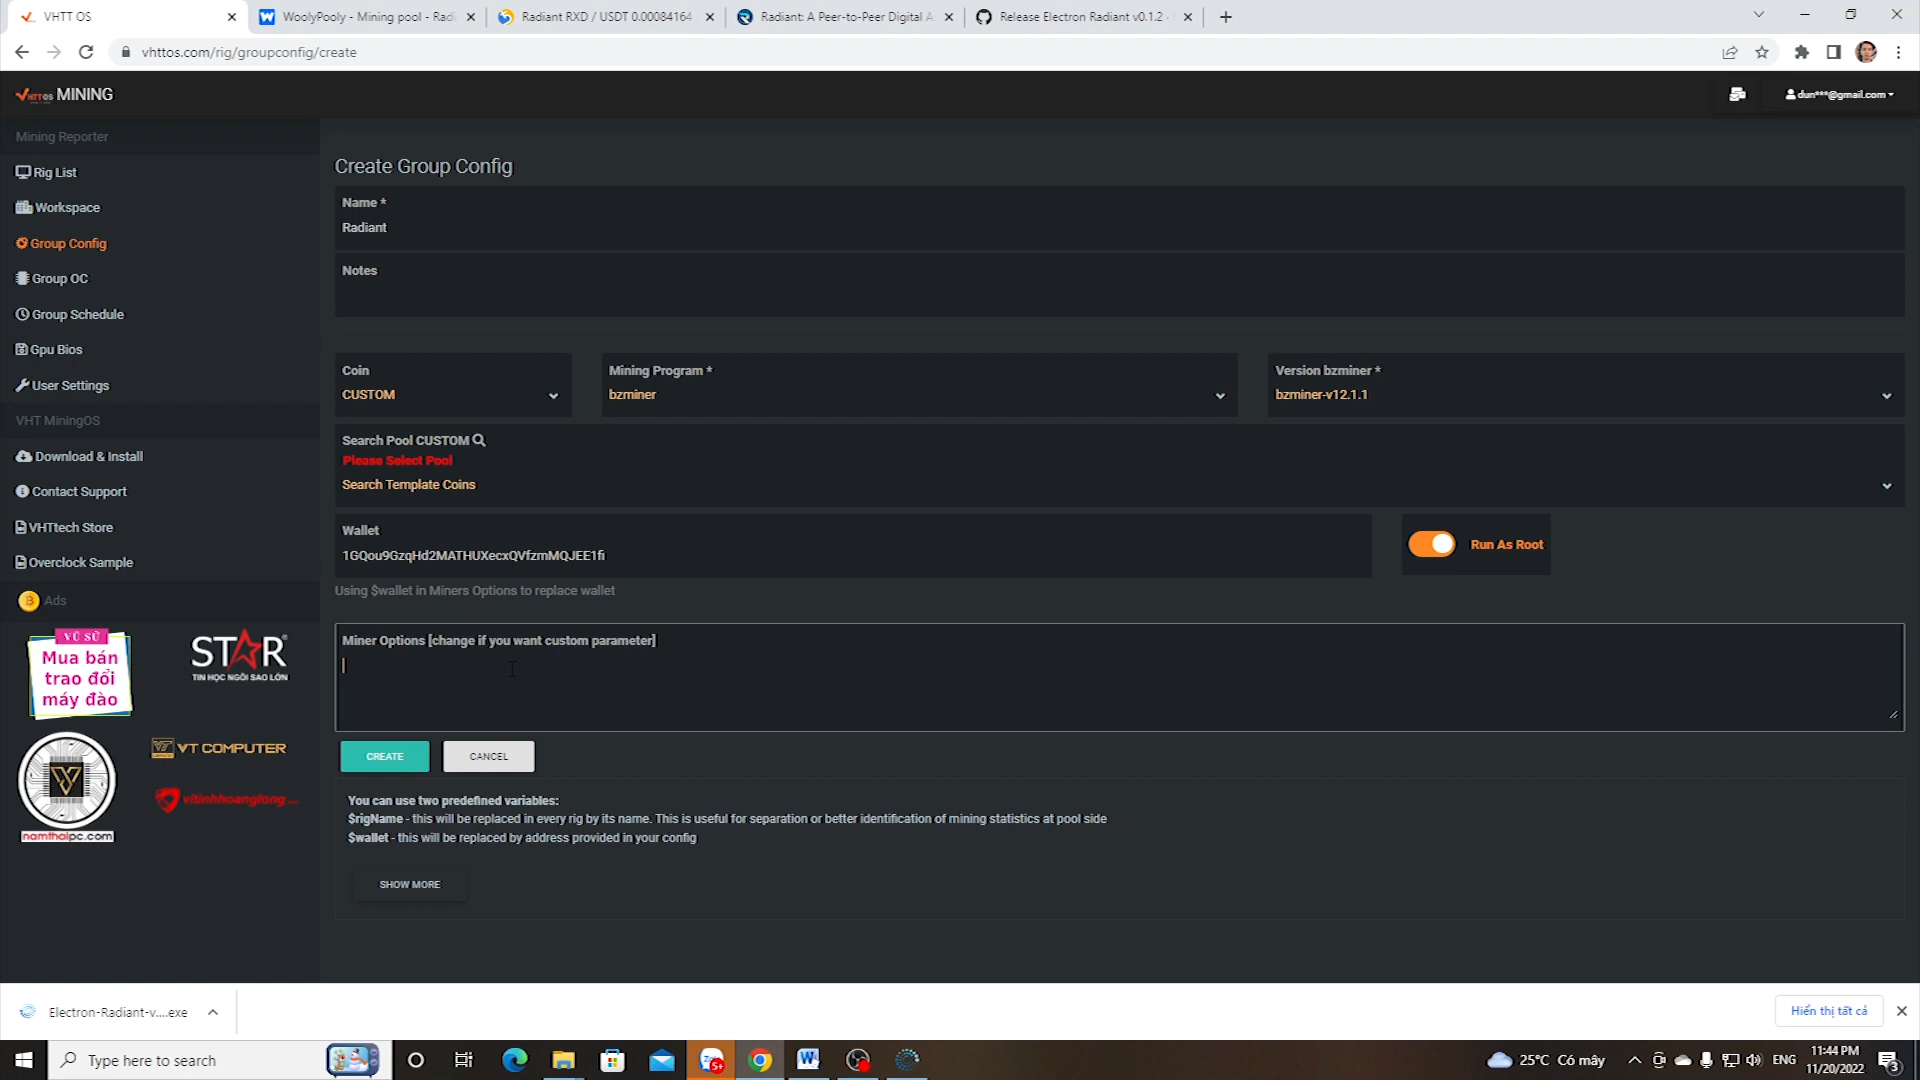 VHTT OS
WoolyPooly - Mining pool - Radi
Radiant RXD / USDT 0.00084164
Radiant: A Peer-to-Peer Digital A
Release Electron Radiant v0.1.2 -
vhttos.com/rig/groupconfig/create
VHTTOS MINING
dun***@gmail.com
Mining Reporter
Rig List
Workspace
Group Config
Group OC
Group Schedule
Gpu Bios
User Settings
VHT MiningOS
Download & Install
Contact Support
VHTtech Store
Overclock Sample
Ads
VŨ SỬ
Mua bán
trao đổi
máy đào
STAR
TIN HỌC NGÔI SAO LỚN
VT COMPUTER
namthaipc.com
vitinhhoanglong
Create Group Config
Name *
Radiant
Notes
Coin
CUSTOM
Mining Program *
bzminer
Version bzminer *
bzminer-v12.1.1
Search Pool CUSTOM
Please Select Pool
Search Template Coins
Wallet
1GQou9GzqHd2MATHUXecxQVfzmMQJEE1fi
Run As Root
Using $wallet in Miners Options to replace wallet
Miner Options [change if you want custom parameter]
CREATE
CANCEL
You can use two predefined variables:
$rigName - this will be replaced in every rig by its name. This is useful for separation or better identification of mining statistics at pool side
$wallet - this will be replaced by address provided in your config
SHOW MORE
Electron-Radiant-v....exe
Hiển thị tất cả
Type here to search
5+
25°C Có mây
ENG
11:44 PM
11/20/2022
3